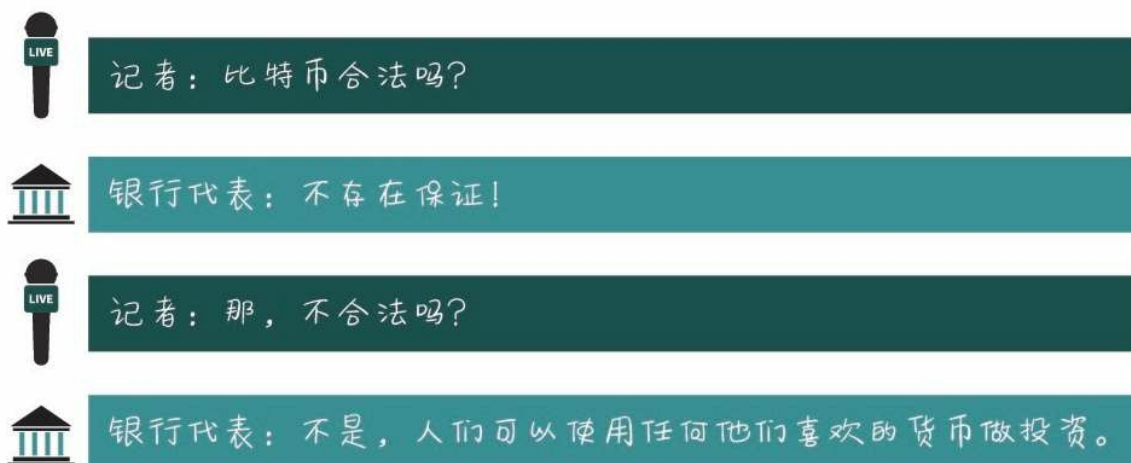 LIVE
记者：比特币合法吗？
银行代表：不存在保证！
LIVE
记者：那，不合法吗？
银行代表：不是，人们可以使用任何他们喜欢的货币做投资。